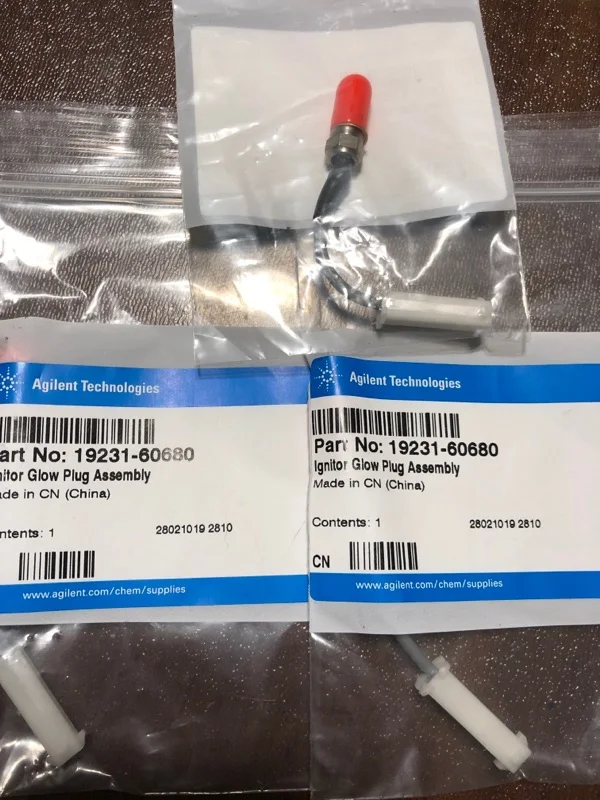 Agilent Technologies
art No: 19231-60680
nitor Glow Plug Assembly
ade in CN (China)
ntents: 1
28021019 2810
www.agilent.com/chem/supplies
Agilent Technologies
Part No: 19231-60680
Ignitor Glow Plug Assembly
Made in CN (China)
Contents: 1
28021019 2810
CN
www.agilent.com/chem/supplies